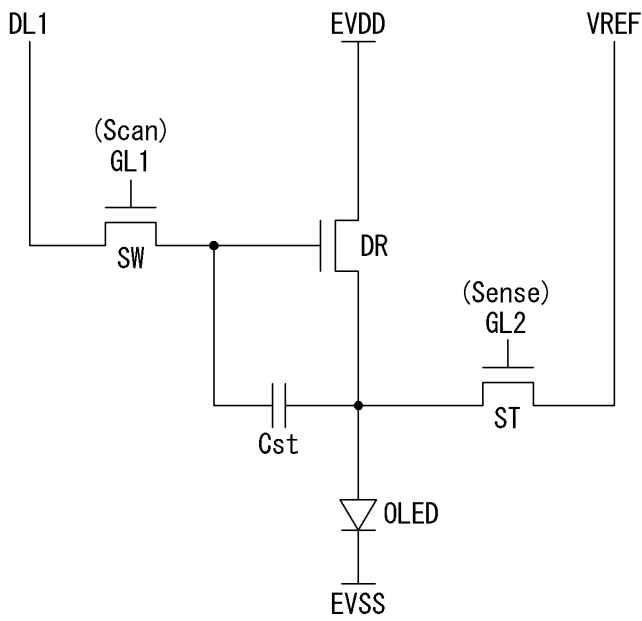 DL1
EVDD
VREF
(Scan)
GL1
SW
DR
(Sense)
GL2
ST
Cst
OLED
EVSS